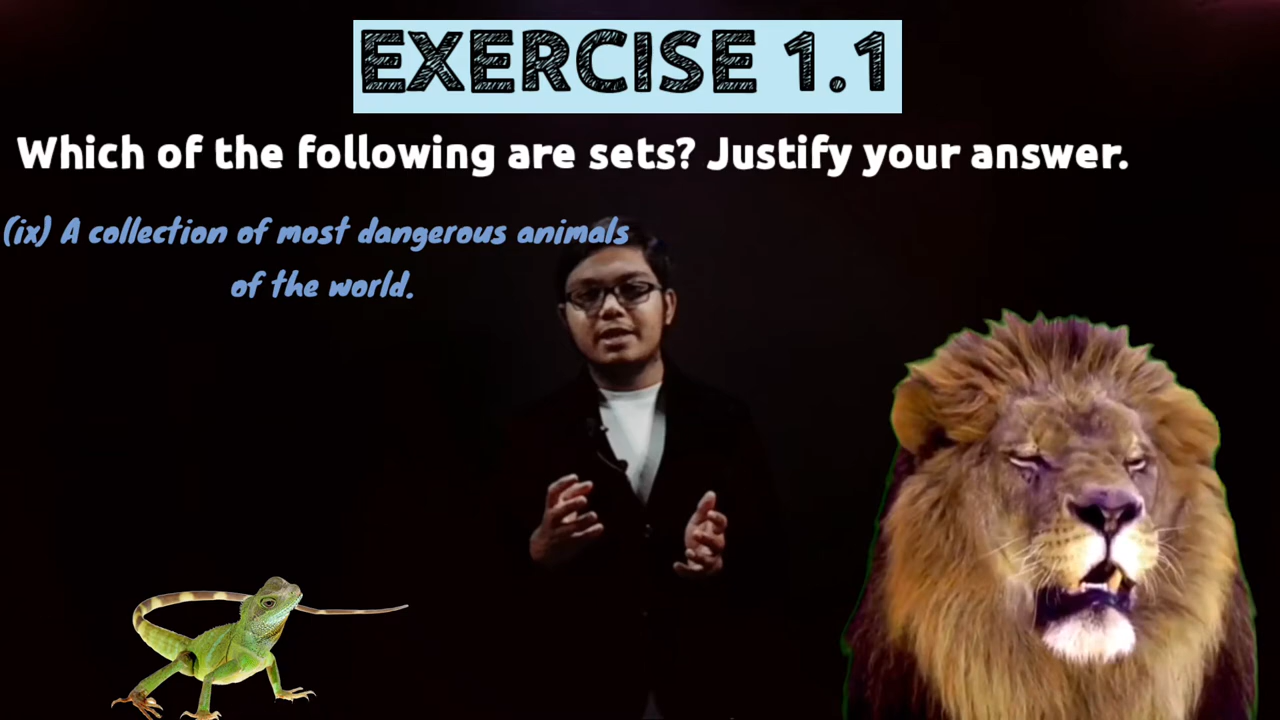 EXERCISE 1.1
Which of the following are sets? Justify your answer.
(ix) A collection of most dangerous animals
of the world.